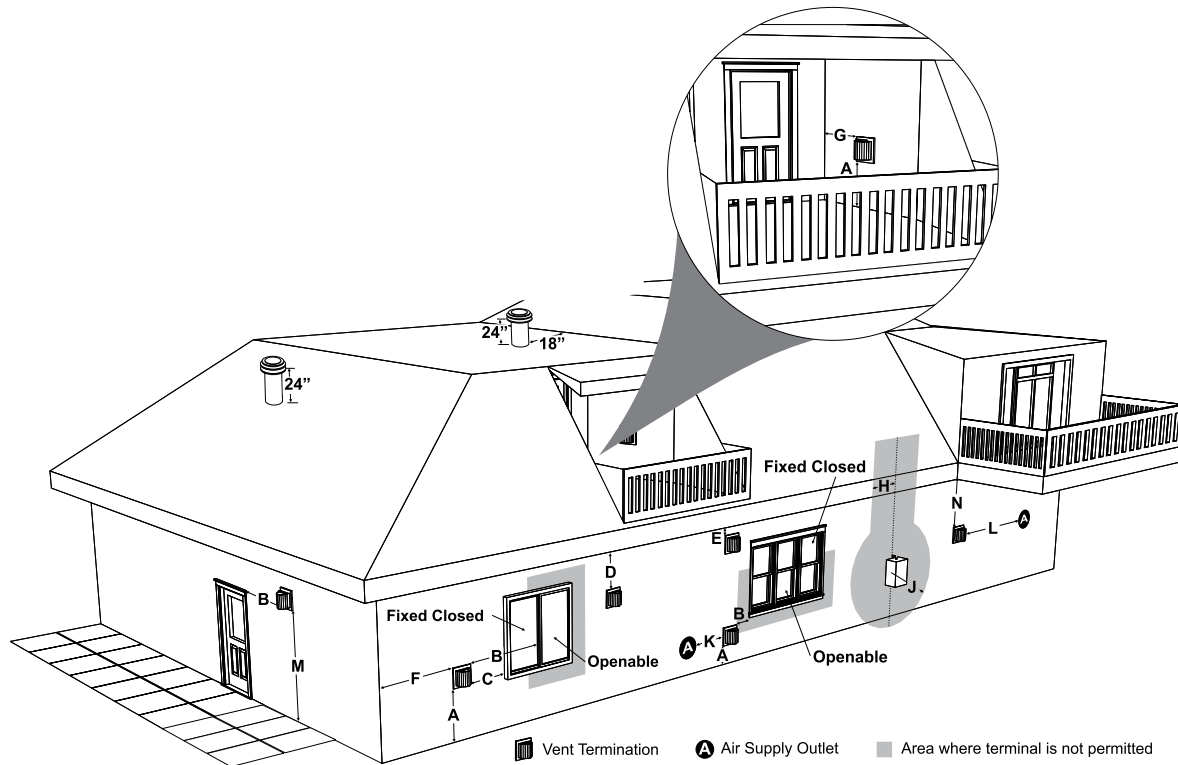 G
A
24”
18”
24”
Fixed Closed
H
N
L
A
E
D
B
Fixed Closed
J
B
B
K
A
A
Openable
Openable
M
F
C
A
Vent Termination
A Air Supply Outlet
Area where terminal is not permitted